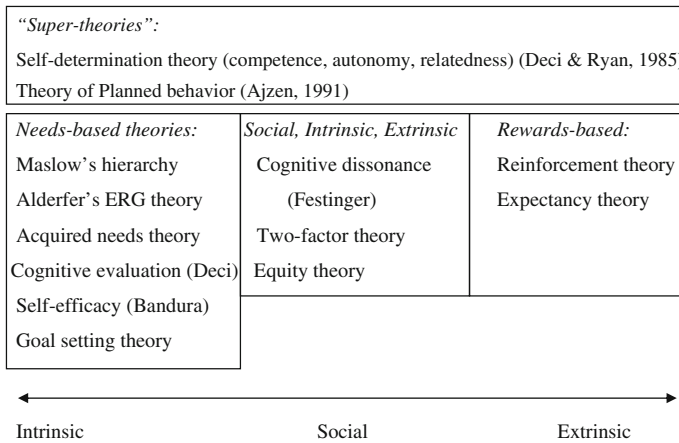 “Super-theories”:
Self-determination theory (competence, autonomy, relatedness) (Deci & Ryan, 1985)
Theory of Planned behavior (Ajzen, 1991)
Needs-based theories:
Maslow’s hierarchy
Alderfer’s ERG theory
Acquired needs theory
Cognitive evaluation (Deci)
Self-efficacy (Bandura)
Goal setting theory
Social, Intrinsic, Extrinsic
Cognitive dissonance
(Festinger)
Two-factor theory
Equity theory
Rewards-based:
Reinforcement theory
Expectancy theory
Intrinsic Social Extrinsic